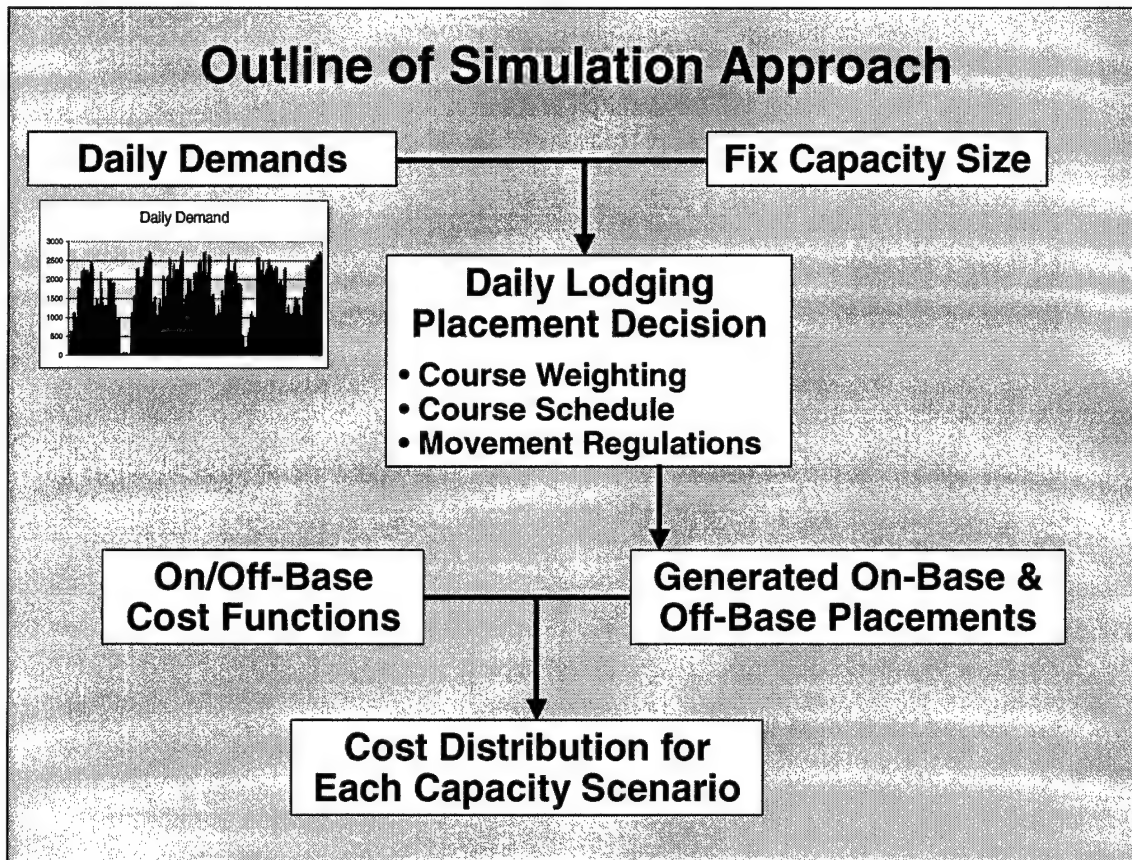 Outline of Simulation Approach
Daily Demands
Fix Capacity Size
Daily Demand
3000
2500
2000
1500
1000
500
0
Daily Lodging
Placement Decision
• Course Weighting
• Course Schedule
• Movement Regulations
On/Off-Base
Cost Functions
Generated On-Base &
Off-Base Placements
Cost Distribution for
Each Capacity Scenario